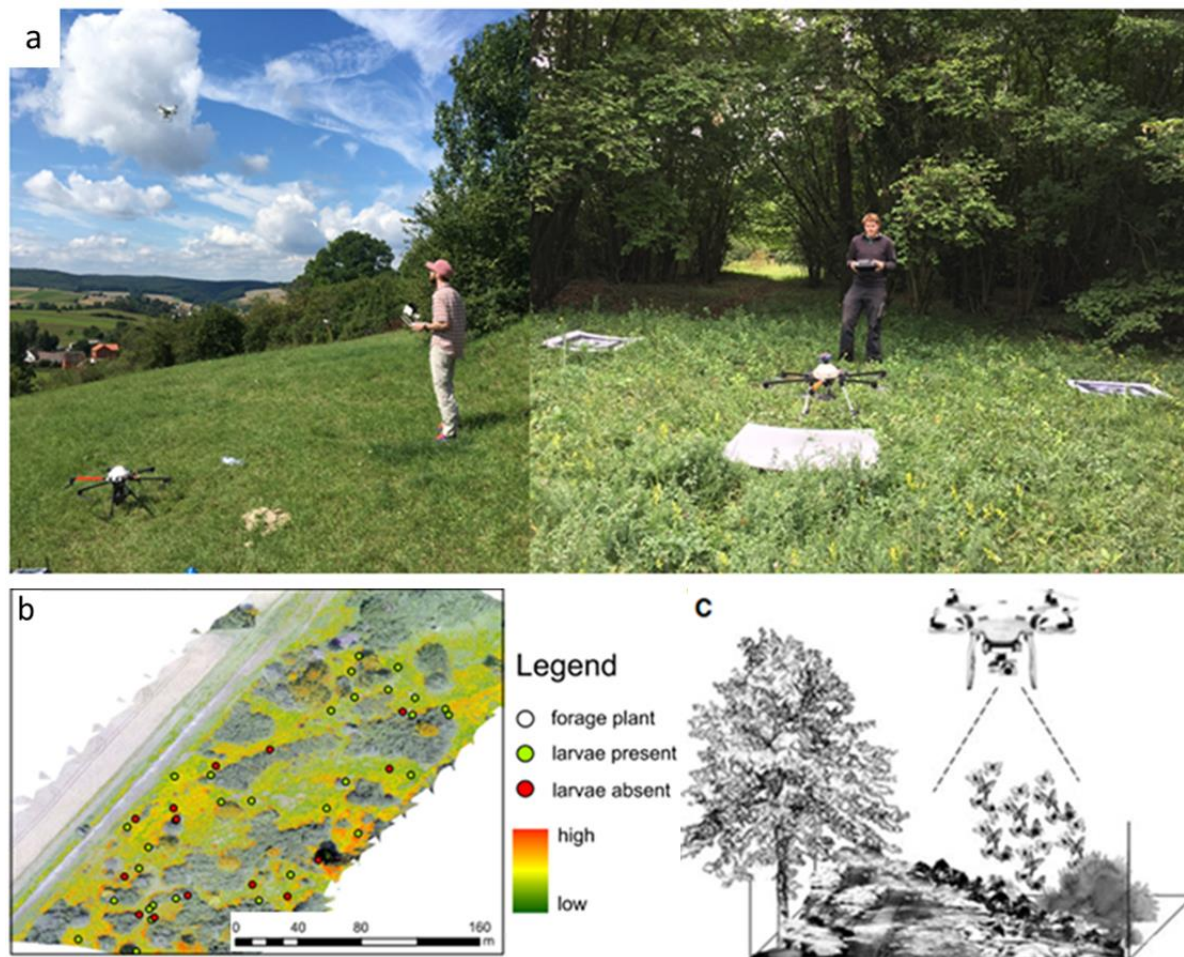 a
b
Legend
forage plant
larvae present
larvae absent
high
low
0 40 80 160
m
c